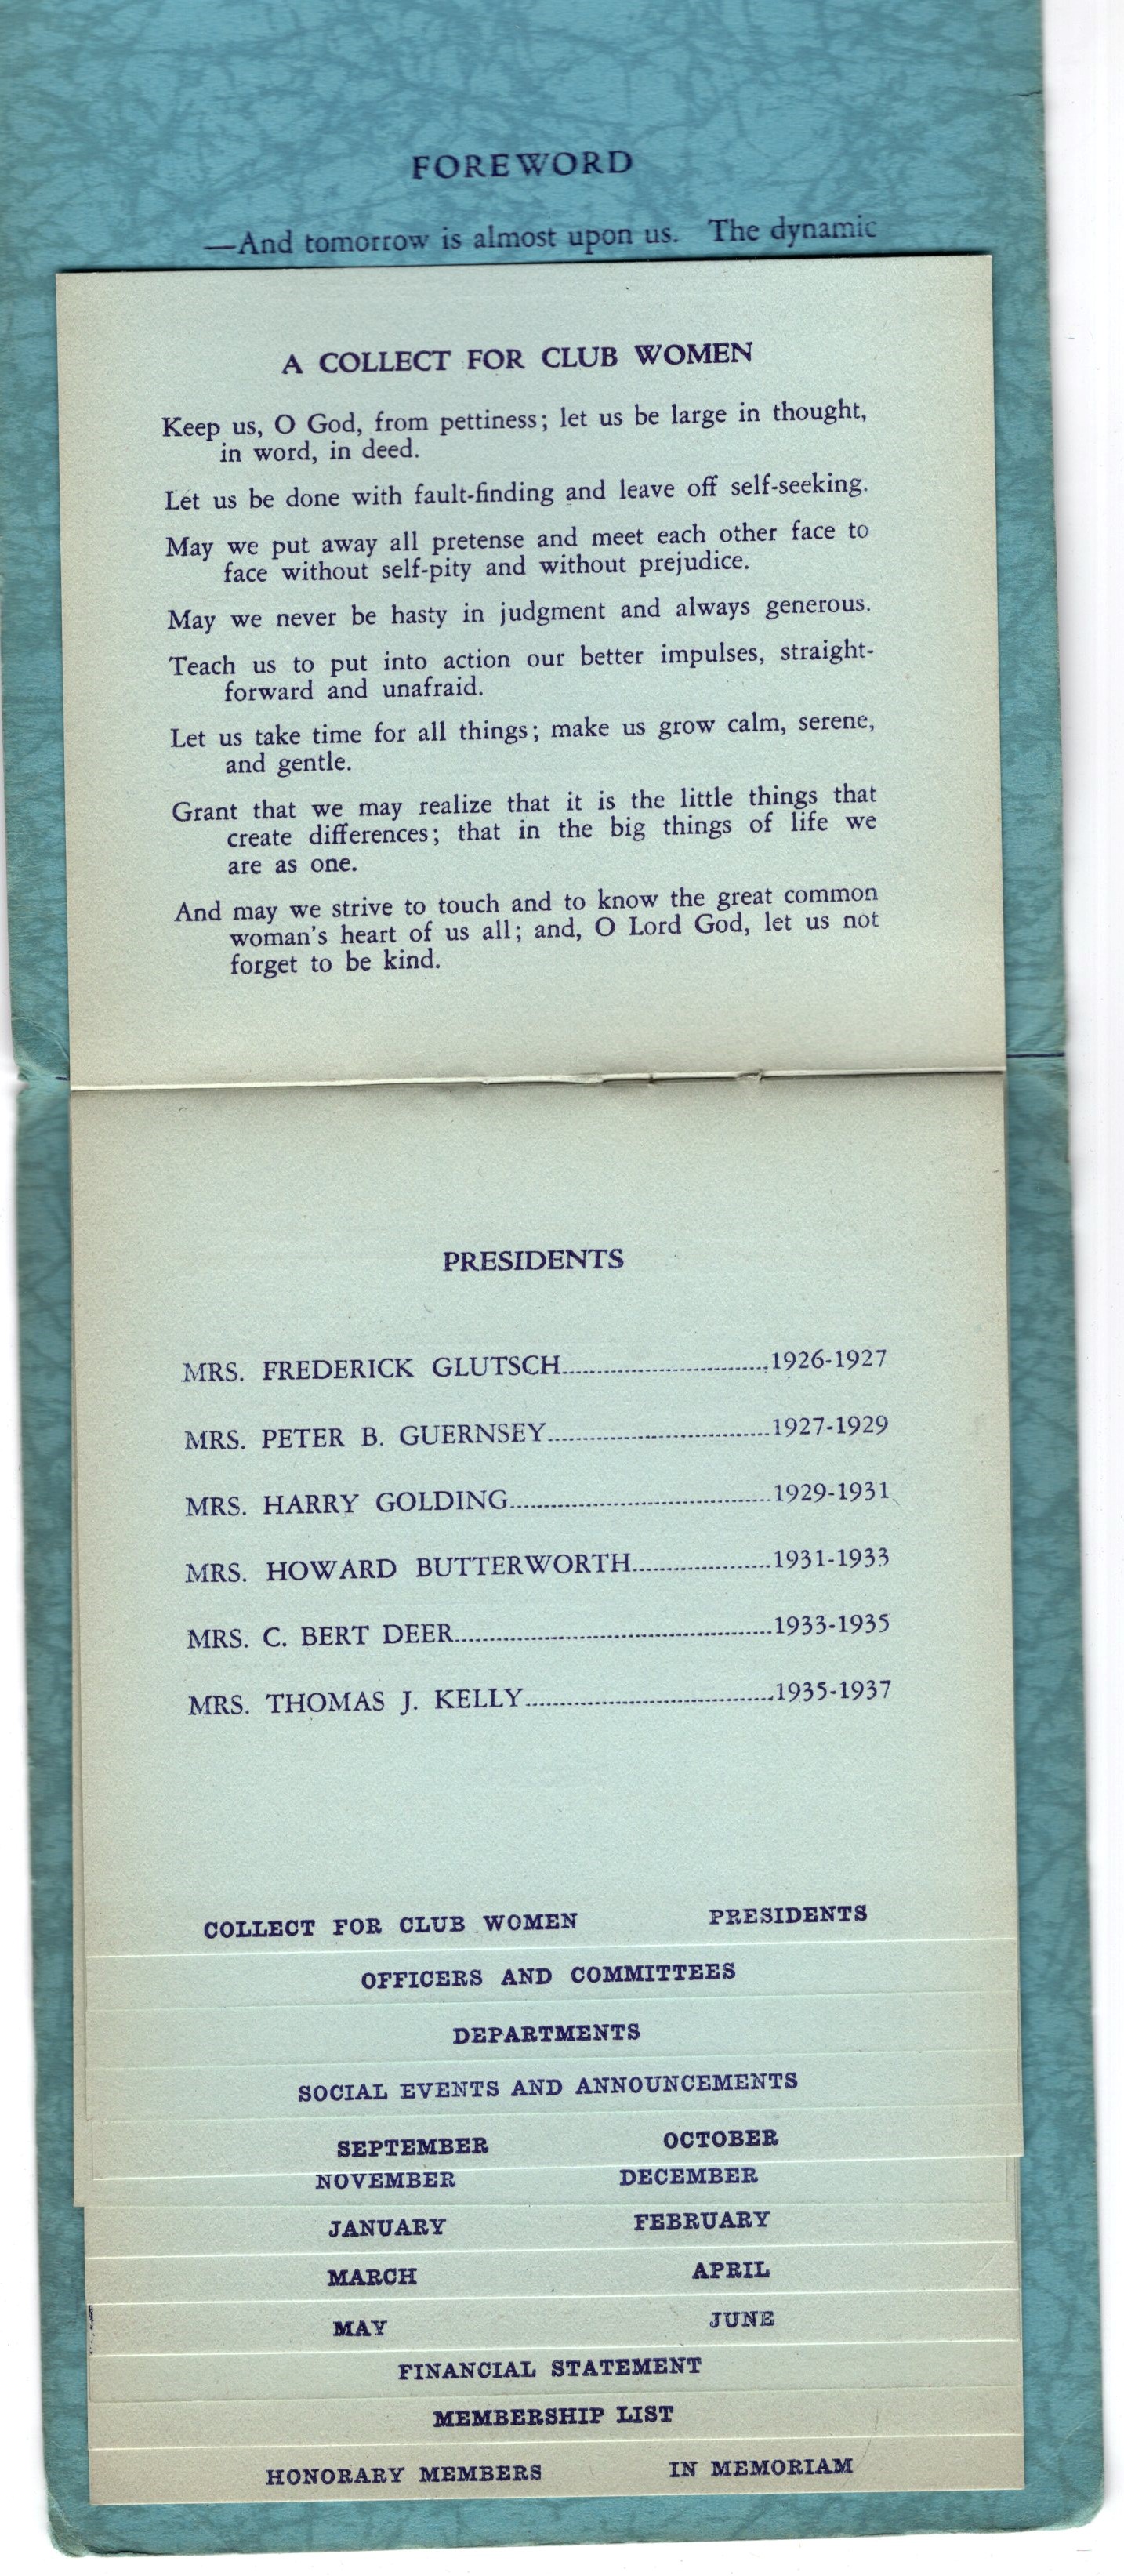 FOREWORD
—And tomorrow is almost upon us. The dynamic
A COLLECT FOR CLUB WOMEN
Keep us, O God, from pettiness; let us be large in thought,
in word, in deed.
Let us be done with fault-finding and leave off self-seeking.
May we put away all pretense and meet each other face to
face without self-pity and without prejudice.
May we never be hasty in judgment and always generous.
Teach us to put into action our better impulses, straight-
forward and unafraid.
Let us take time for all things; make us grow calm, serene,
and gentle.
Grant that we may realize that it is the little things that
create differences; that in the big things of life we
are as one.
And may we strive to touch and to know the great common
woman's heart of us all; and, O Lord God, let us not
forget to be kind.
PRESIDENTS
MRS. FREDERICK GLUTSCH..............................1926-1927
MRS. PETER B. GUERNSEY..............................1927-1929
MRS. HARRY GOLDING..............................1929-1931
MRS. HOWARD BUTTERWORTH..............................1931-1933
MRS. C. BERT DEER..............................1933-1935
MRS. THOMAS J. KELLY..............................1935-1937
COLLECT FOR CLUB WOMEN PRESIDENTS
OFFICERS AND COMMITTEES
DEPARTMENTS
SOCIAL EVENTS AND ANNOUNCEMENTS
SEPTEMBER OCTOBER
NOVEMBER DECEMBER
JANUARY FEBRUARY
MARCH APRIL
MAY JUNE
FINANCIAL STATEMENT
MEMBERSHIP LIST
HONORARY MEMBERS IN MEMORIAM